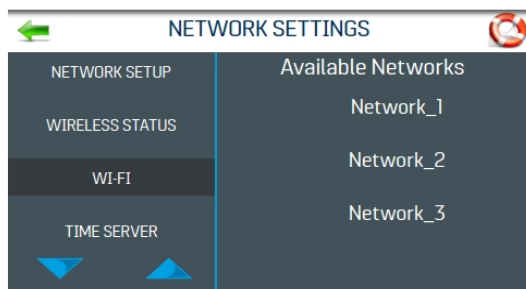 NETWORK SETTINGS
NETWORK SETUP
WIRELESS STATUS
WI-FI
TIME SERVER
Available Networks
Network_1
Network_2
Network_3